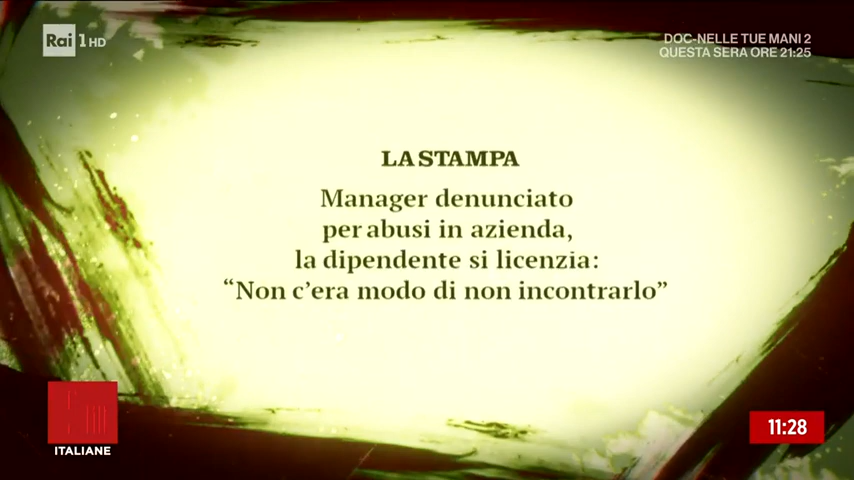 Rai 1 HD
DOC-NELLE TUE MANI 2
QUESTA SERA ORE 21:25
LA STAMPA
Manager denunciato
per abusi in azienda,
la dipendente si licenzia:
“Non c’era modo di non incontrarlo”
ITALIANE
11:28